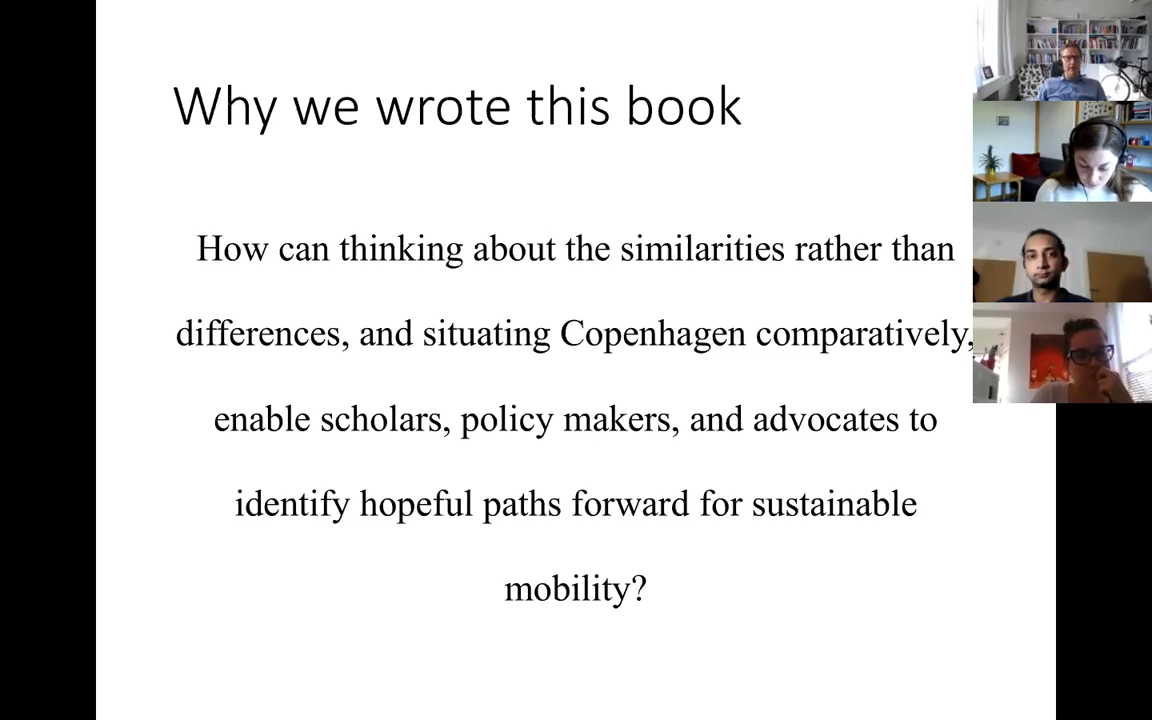 Why we wrote this book
How can thinking about the similarities rather than
differences, and situating Copenhagen comparatively,
enable scholars, policy makers, and advocates to
identify hopeful paths forward for sustainable
mobility?